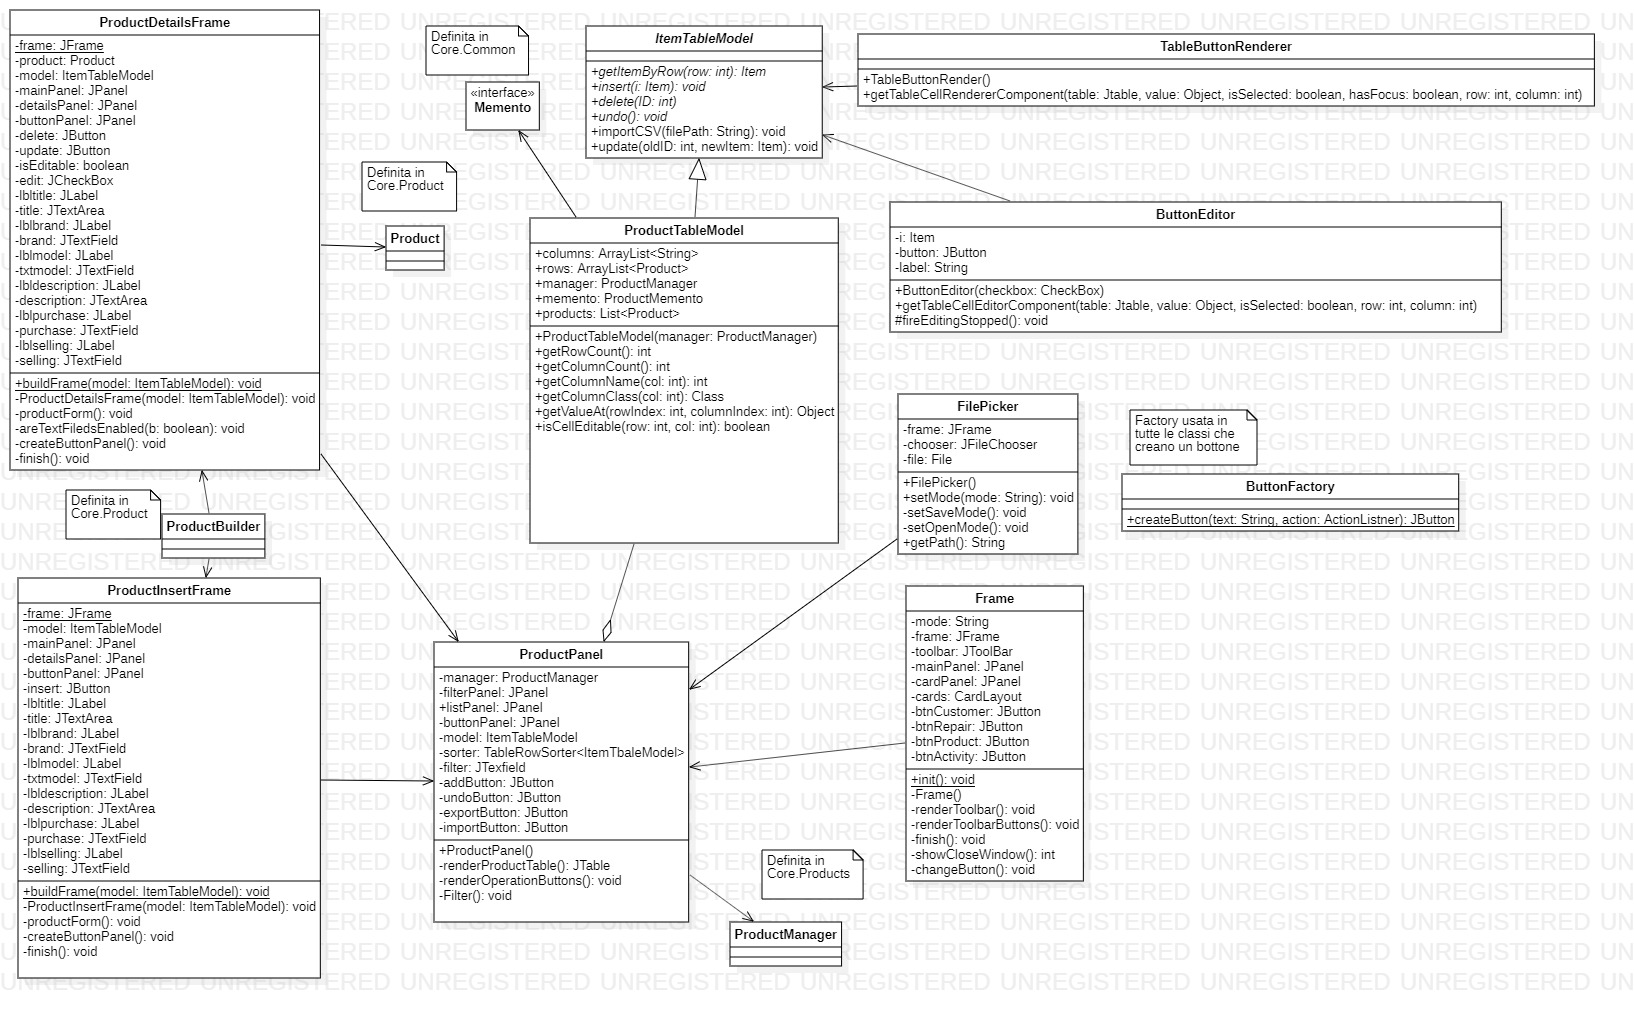 ProductDetailsFrame
-frame: JFrame
-product: Product
-model: ItemTableModel
-mainPanel: JPanel
-detailsPanel: JPanel
-buttonPanel: JPanel
-delete: JButton
-update: JButton
-isEditable: boolean
-edit: JCheckBox
-lbltitle: JLabel
-title: JTextArea
-lblbrand: JLabel
-brand: JTextField
-lblmodel: JLabel
-txtmodel: JTextField
-lbldescription: JLabel
-description: JTextArea
-lblpurchase: JLabel
-purchase: JTextField
-lblselling: JLabel
-selling: JTextField
+buildFrame(model: ItemTableModel): void
-ProductDetailsFrame(model: ItemTableModel): void
-productForm(): void
-areTextFiledsEnabled(b: boolean): void
-createButtonPanel(): void
-finish(): void
Definita in
Core.Common
«interface»
Memento
Definita in
Core.Product
Product
ItemTableModel
+getItemByRow(row: int): Item
+insert(i: Item): void
+delete(ID: int)
+undo(): void
+importCSV(filePath: String): void
+update(oldID: int, newItem: Item): void
TableButtonRenderer
+TableButtonRender()
+getTableCellRendererComponent(table: Jtable, value: Object, isSelected: boolean, hasFocus: boolean, row: int, column: int)
ButtonEditor
-i: Item
-button: JButton
-label: String
+ButtonEditor(checkbox: CheckBox)
+getTableCellEditorComponent(table: Jtable, value: Object, isSelected: boolean, row: int, column: int)
#fireEditingStopped(): void
ProductTableModel
+columns: ArrayList<String>
+rows: ArrayList<Product>
+manager: ProductManager
+memento: ProductMemento
+products: List<Product>
+ProductTableModel(manager: ProductManager)
+getRowCount(): int
+getColumnCount(): int
+getColumnName(col: int): int
+getColumnClass(col: int): Class
+getValueAt(rowIndex: int, columnIndex: int): Object
+isCellEditable(row: int, col: int): boolean
FilePicker
-frame: JFrame
-chooser: JFileChooser
-file: File
+FilePicker()
+setMode(mode: String): void
-setSaveMode(): void
-setOpenMode(): void
+getPath(): String
Factory usata in
tutte le classi che
creano un bottone
ButtonFactory
+createButton(text: String, action: ActionListner): JButton
Definita in
Core.Product
ProductBuilder
ProductInsertFrame
-frame: JFrame
-model: ItemTableModel
-mainPanel: JPanel
-detailsPanel: JPanel
-buttonPanel: JPanel
-insert: JButton
-lbltitle: JLabel
-title: JTextArea
-lblbrand: JLabel
-brand: JTextField
-lblmodel: JLabel
-txtmodel: JTextField
-lbldescription: JLabel
-description: JTextArea
-lblpurchase: JLabel
-purchase: JTextField
-lblselling: JLabel
-selling: JTextField
+buildFrame(model: ItemTableModel): void
-ProductInsertFrame(model: ItemTableModel): void
-productForm(): void
-createButtonPanel(): void
-finish(): void
ProductPanel
-manager: ProductManager
-filterPanel: JPanel
+listPanel: JPanel
-buttonPanel: JPanel
-model: ItemTableModel
-sorter: TableRowSorter<ItemTbaleModel>
-filter: JTexfield
-addButton: JButton
-undoButton: JButton
-exportButton: JButton
-importButton: JButton
+ProductPanel()
-renderProductTable(): JTable
-renderOperationButtons(): void
-Filter(): void
Frame
-mode: String
-frame: JFrame
-toolbar: JToolBar
-mainPanel: JPanel
-cardPanel: JPanel
-cards: CardLayout
-btnCustomer: JButton
-btnRepair: JButton
-btnProduct: JButton
-btnActivity: JButton
+init(): void
-Frame()
-renderToolbar(): void
-renderToolbarButtons(): void
-finish(): void
-showCloseWindow(): int
-changeButton(): void
Definita in
Core.Products
ProductManager